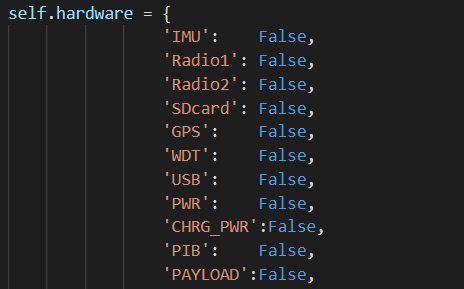 self.hardware = {
'IMU':    False,
'Radio1': False,
'Radio2': False,
'SDcard': False,
'GPS':    False,
'WDT':    False,
'USB':    False,
'PWR':    False,
'CHRG_PWR':False,
'PIB':    False,
'PAYLOAD':False,